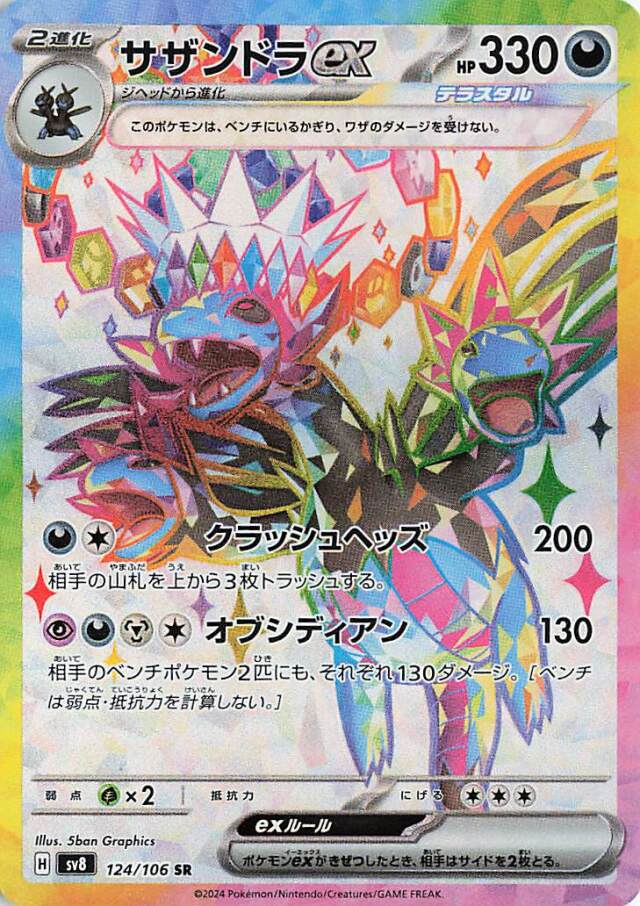 2進化
サザンドラex
HP 330
ジヘッドから進化
テラスタル
このポケモンは、ベンチにいるかぎり、ワザのダメージを受けない。
クラッシュヘッズ 200
相手の山札を上から3枚トラッシュする。
オブシディアン 130
相手のベンチポケモン2匹にも、それぞれ130ダメージ。[ベンチ
は弱点・抵抗力を計算しない。]
弱点 ×2 抵抗力 にげる
exルール
ポケモンexがきぜつしたとき、相手はサイドを2枚とる。
Illus. 5ban Graphics
H sv8 124/106 SR
©2024 Pokémon/Nintendo/Creatures/GAME FREAK.